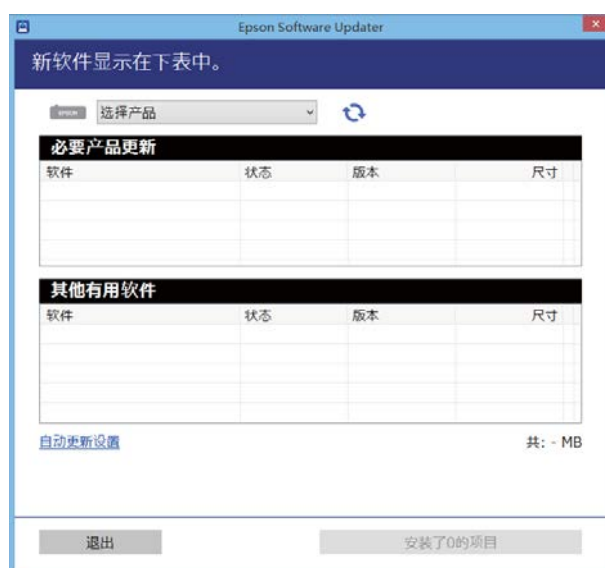 Epson Software Updater
新软件显示在下表中。
EPSON 选择产品
必要产品更新
软件 状态 版本 尺寸
其他有用软件
软件 状态 版本 尺寸
自动更新设置 共: - MB
退出 安装了0的项目